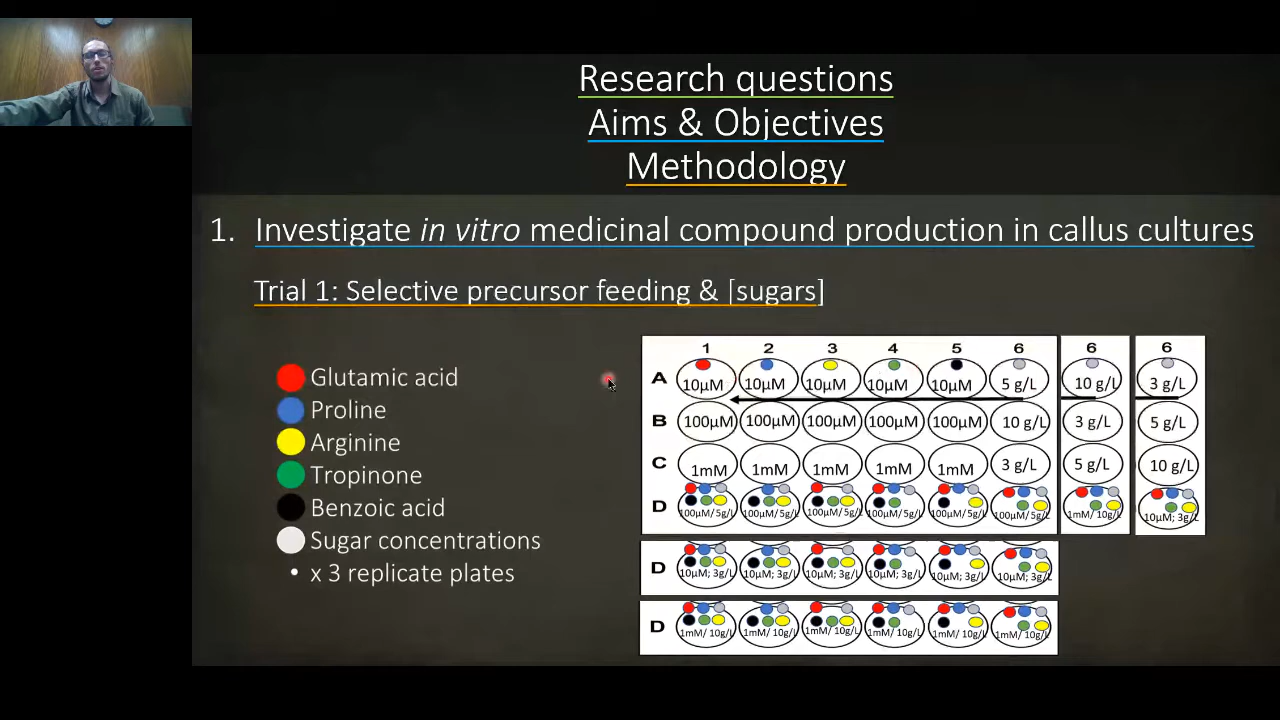 Research questions
Aims & Objectives
Methodology
1. Investigate in vitro medicinal compound production in callus cultures
Trial 1: Selective precursor feeding & [sugars]
Glutamic acid
Proline
Arginine
Tropinone
Benzoic acid
Sugar concentrations
• x 3 replicate plates
1 2 3 4 5 6 6 6
A 10µM 10µM 10µM 10µM 10µM 5 g/L 10 g/L 3 g/L
B 100µM 100µM 100µM 100µM 100µM 10 g/L 3 g/L 5 g/L
C 1mM 1mM 1mM 1mM 1mM 3 g/L 5 g/L 10 g/L
D 100µM/5g/L 100µM/5g/L 100µM/5g/L 100µM/5g/L 100µM/5g/L 100µM/5g/L 1mM/10g/L 10µM; 3g/L
D 10µM; 3g/L 10µM; 3g/L 10µM; 3g/L 10µM; 3g/L 10µM; 3g/L 10µM; 3g/L
D 1mM/10g/L 1mM/10g/L 1mM/10g/L 1mM/10g/L 1mM/10g/L 1mM/10g/L